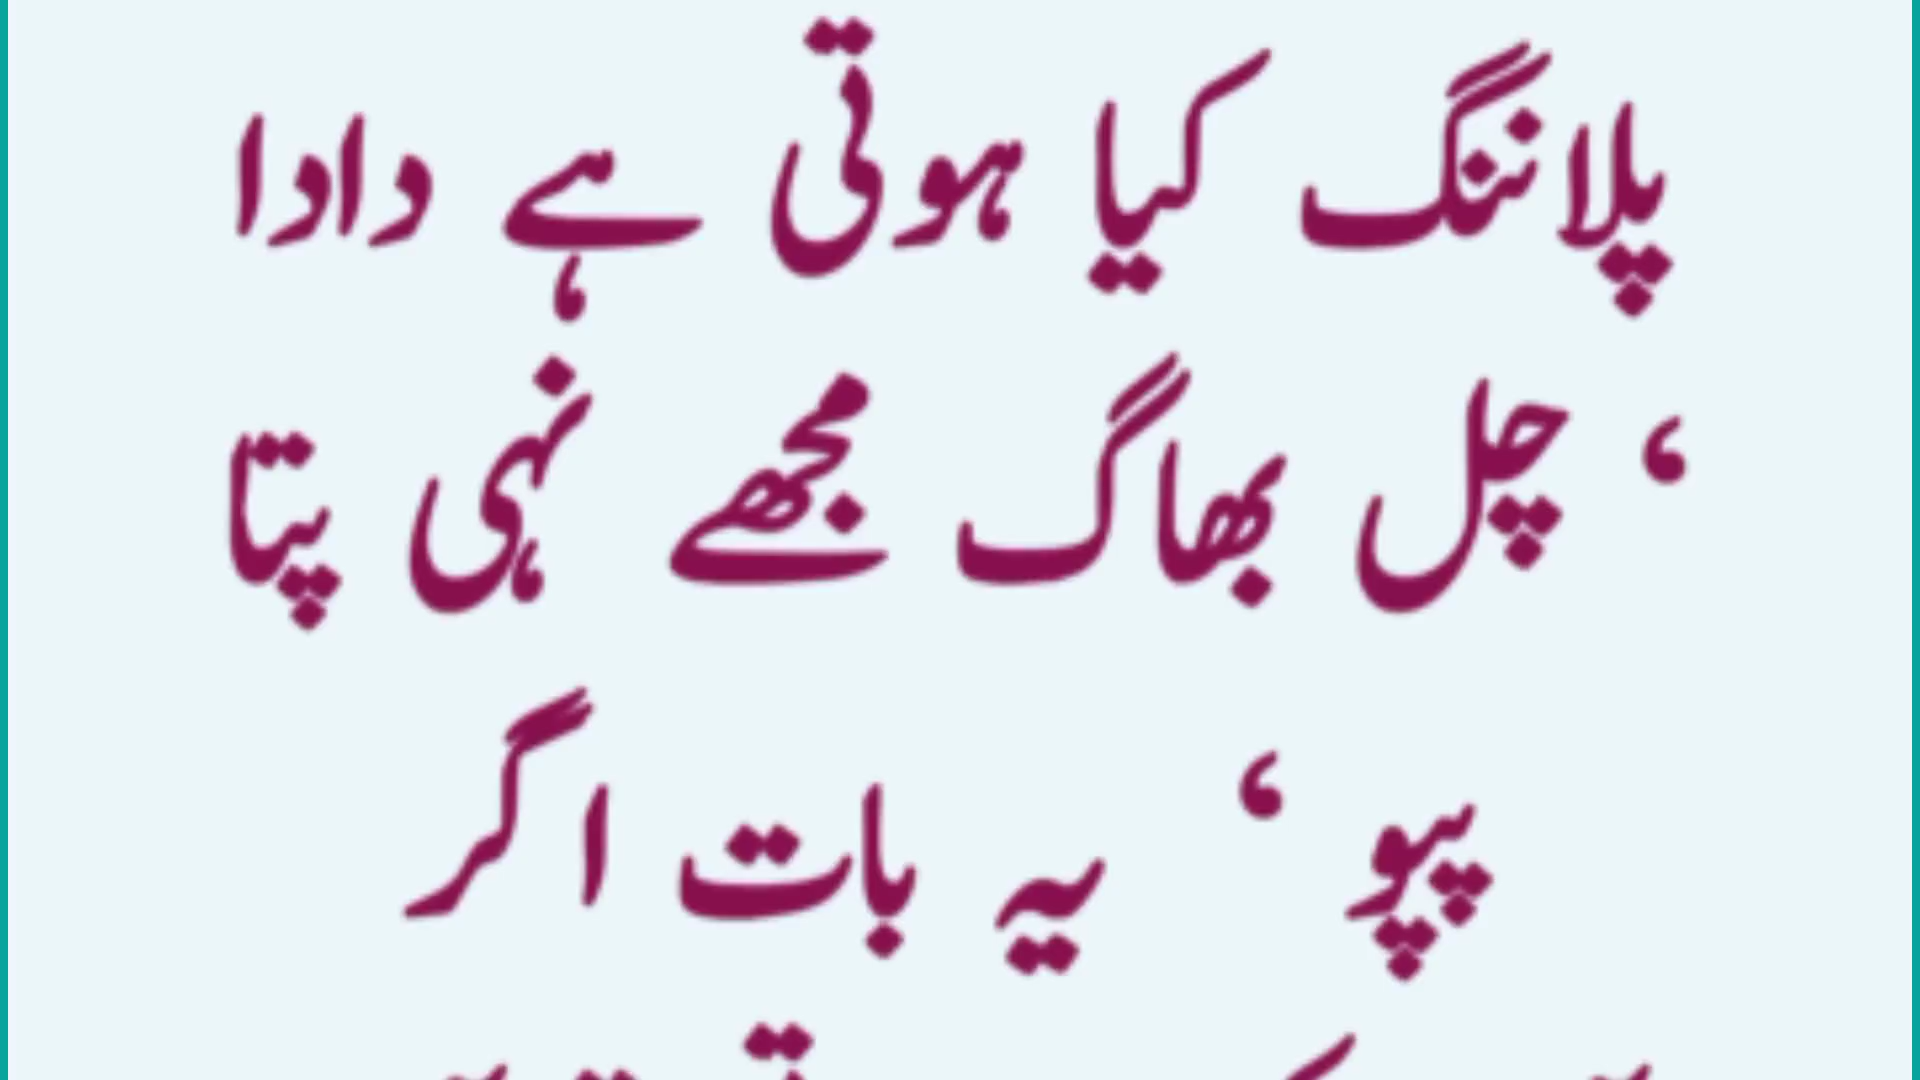 پلاننگ کیا ہوتی ہے دادا
‘ چل بھاگ مجھے نہی پتا
پپو ‘ یہ بات اگر